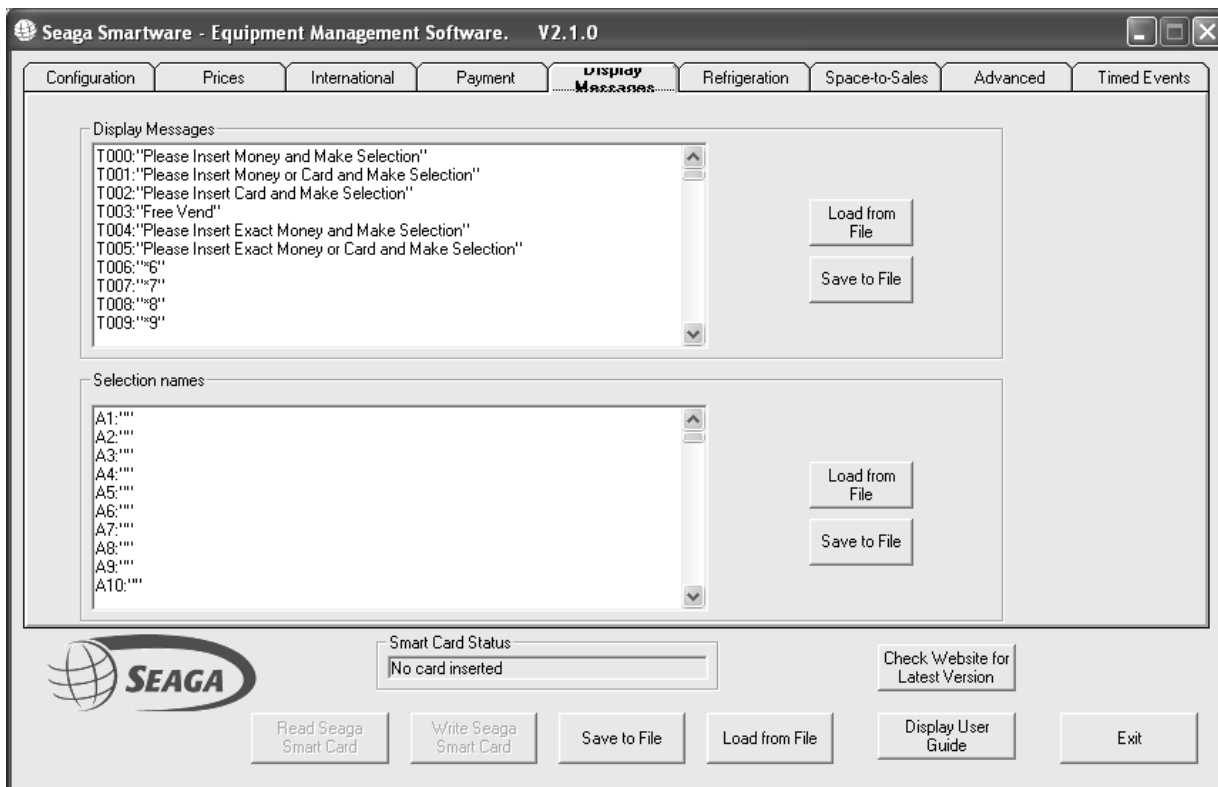 Seaga Smartware - Equipment Management Software. V2.1.0
Configuration Prices International Payment Display Messages Refrigeration Space-to-Sales Advanced Timed Events
Display Messages
T000:"Please Insert Money and Make Selection"
T001:"Please Insert Money or Card and Make Selection"
T002:"Please Insert Card and Make Selection"
T003:"Free Vend"
T004:"Please Insert Exact Money and Make Selection"
T005:"Please Insert Exact Money or Card and Make Selection"
T006:"*6"
T007:"*7"
T008:"*8"
T009:"*9"
Load from
File
Save to File
Selection names
A1:""
A2:""
A3:""
A4:""
A5:""
A6:""
A7:""
A8:""
A9:""
A10:""
Load from
File
Save to File
SEAGA
Smart Card Status
No card inserted
Check Website for
Latest Version
Read Seaga
Smart Card
Write Seaga
Smart Card
Save to File
Load from File
Display User
Guide
Exit